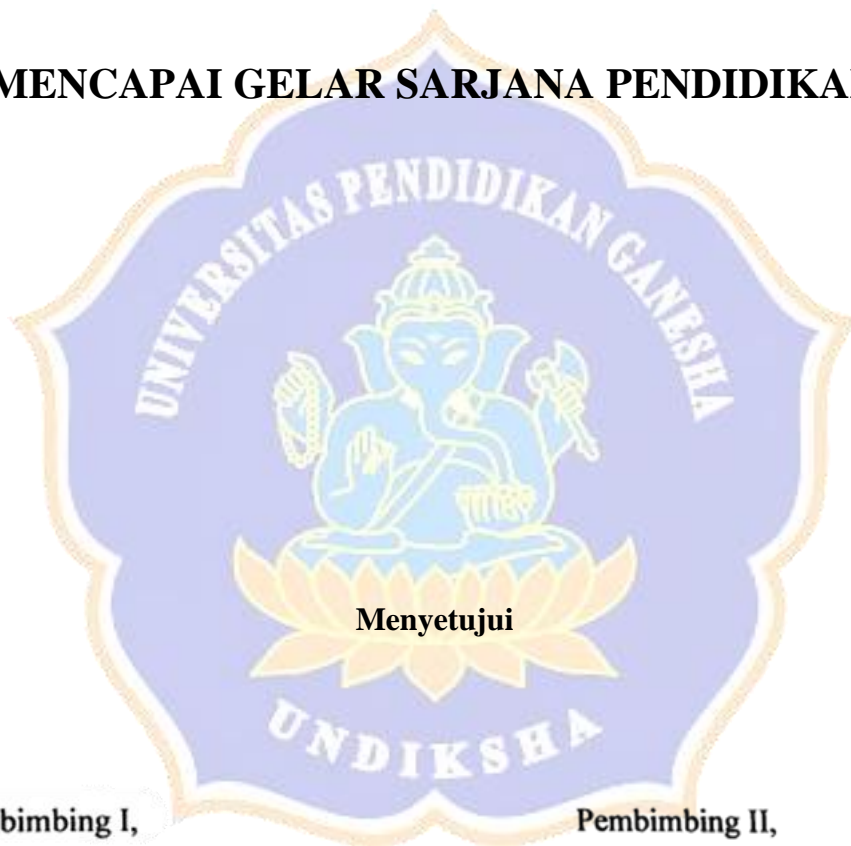 MENCAPAI GELAR SARJANA PENDIDIKA
UNIVERSITAS PENDIDIKAN GANESHA
Menyetujui
UNDIKSHA
bimbing I,
Pembimbing II,